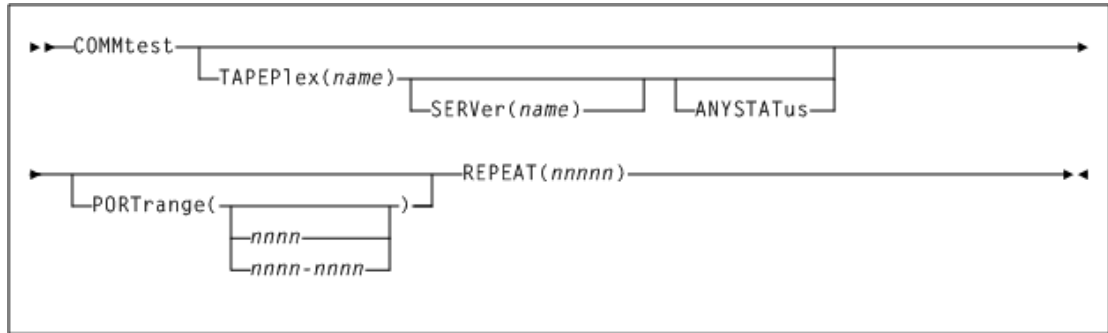 COMMtest
TAPEPlex(name)
SERVer(name)
ANYSTATus
REPEAT(nnnnn)
PORTrange( )
nnnn
nnnn-nnnn